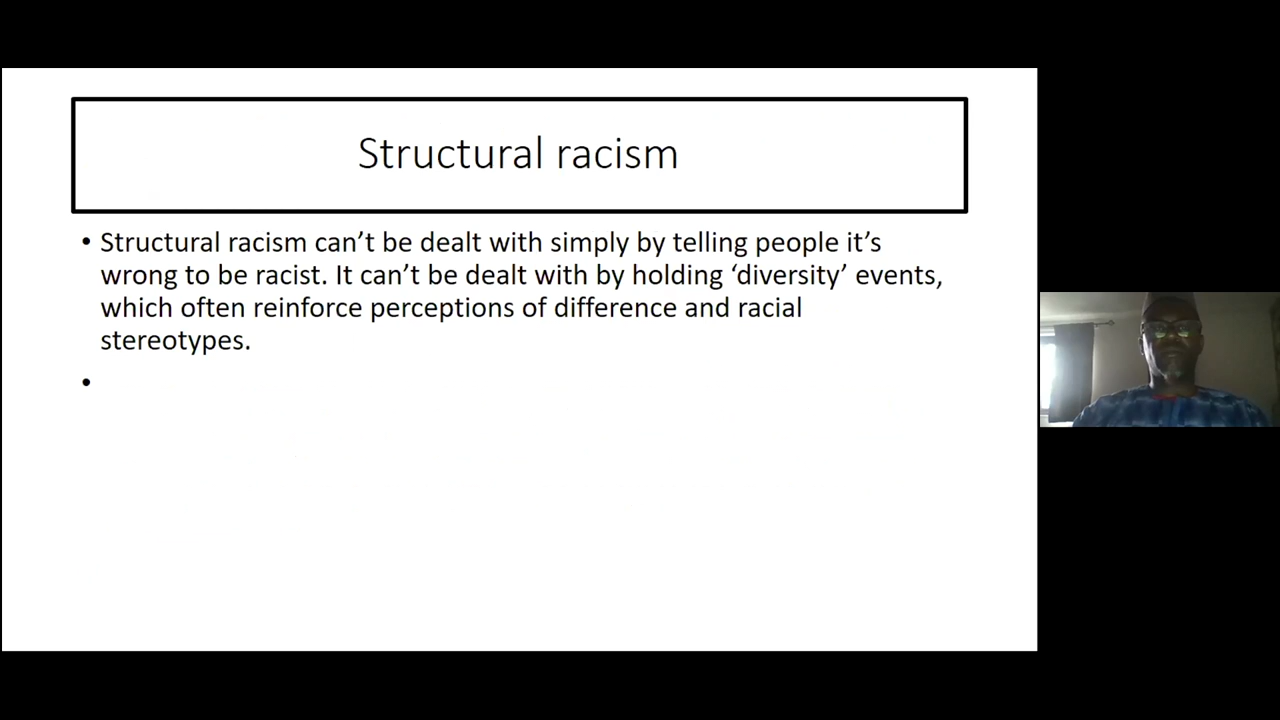 Structural racism
• Structural racism can’t be dealt with simply by telling people it’s
wrong to be racist. It can’t be dealt with by holding ‘diversity’ events,
which often reinforce perceptions of difference and racial
stereotypes.
•